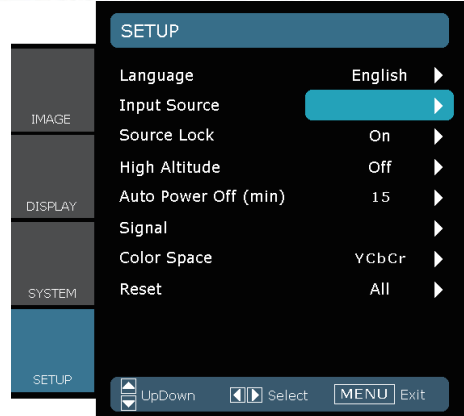 SETUP
Language English
Input Source
Source Lock On
High Altitude Off
Auto Power Off (min) 15
Signal
Color Space YCbCr
Reset All
IMAGE
DISPLAY
SYSTEM
SETUP
UpDown Select MENU Exit